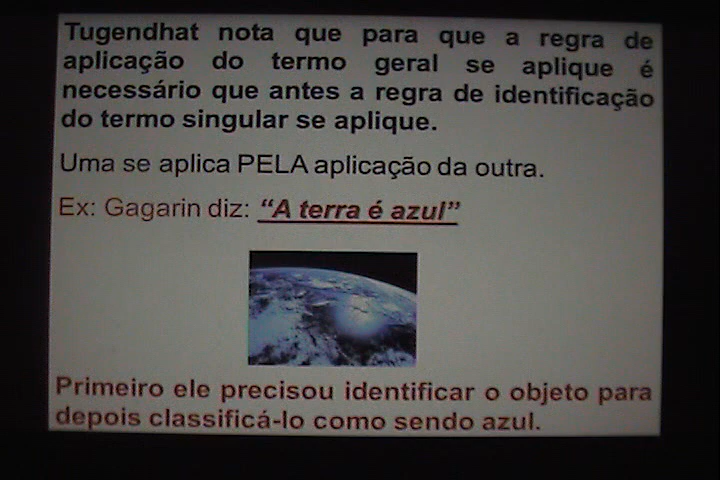 Tugendhat nota que para que a regra de
aplicação do termo geral se aplique é
necessário que antes a regra de identificação
do termo singular se aplique.
Uma se aplica PELA aplicação da outra.
Ex: Gagarin diz: “A terra é azul”
Primeiro ele precisou identificar o objeto para
depois classificá-lo como sendo azul.